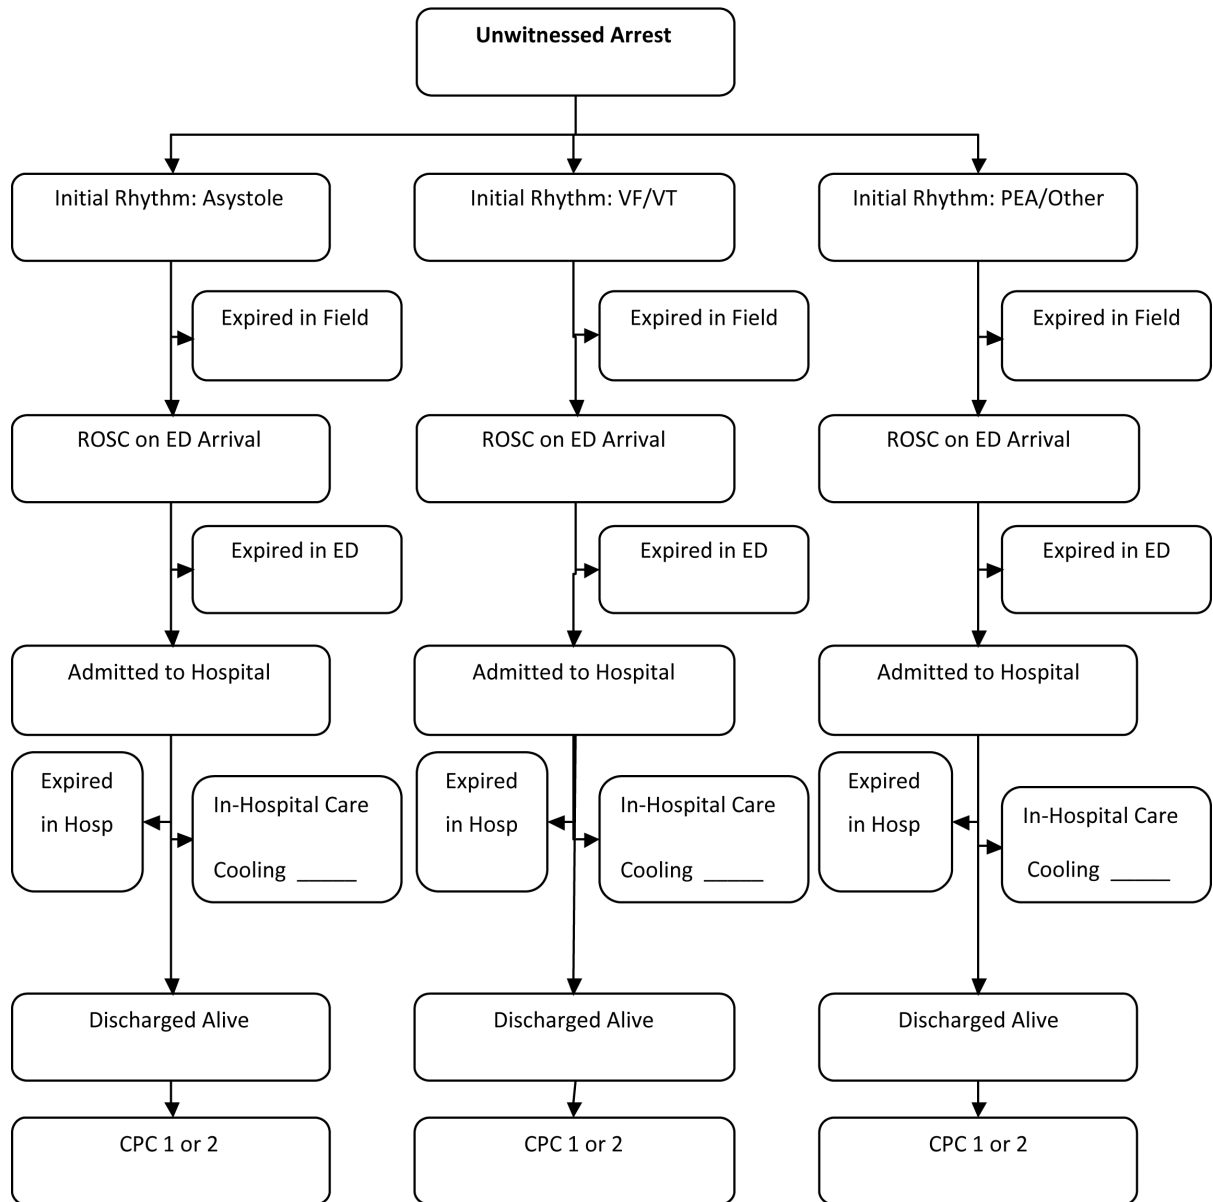 Unwitnessed Arrest
Initial Rhythm: Asystole
Initial Rhythm: VF/VT
Initial Rhythm: PEA/Other
Expired in Field
Expired in Field
Expired in Field
ROSC on ED Arrival
ROSC on ED Arrival
ROSC on ED Arrival
Expired in ED
Expired in ED
Expired in ED
Admitted to Hospital
Admitted to Hospital
Admitted to Hospital
Expired
in Hosp
In-Hospital Care
Cooling _____
Expired
in Hosp
In-Hospital Care
Cooling _____
Expired
in Hosp
In-Hospital Care
Cooling _____
Discharged Alive
Discharged Alive
Discharged Alive
CPC 1 or 2
CPC 1 or 2
CPC 1 or 2